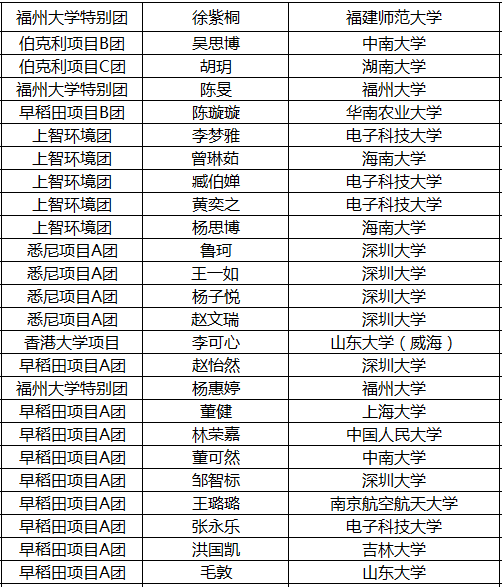 福州大学特别团 徐紫桐 福建师范大学
伯克利项目B团 吴思博 中南大学
伯克利项目C团 胡玥 湖南大学
福州大学特别团 陈旻 福州大学
早稻田项目B团 陈璇璇 华南农业大学
上智环境团 李梦雅 电子科技大学
上智环境团 曾琳茹 海南大学
上智环境团 臧伯婵 电子科技大学
上智环境团 黄奕之 电子科技大学
上智环境团 杨思博 海南大学
悉尼项目A团 鲁珂 深圳大学
悉尼项目A团 王一如 深圳大学
悉尼项目A团 杨子悦 深圳大学
悉尼项目A团 赵文瑞 深圳大学
香港大学项目 李可心 山东大学（威海）
早稻田项目A团 赵怡然 深圳大学
福州大学特别团 杨惠婷 福州大学
早稻田项目A团 董健 上海大学
早稻田项目A团 林荣嘉 中国人民大学
早稻田项目A团 董可然 中南大学
早稻田项目A团 邹智标 深圳大学
早稻田项目A团 王璐璐 南京航空航天大学
早稻田项目A团 张永乐 电子科技大学
早稻田项目A团 洪国凯 吉林大学
早稻田项目A团 毛敦 山东大学